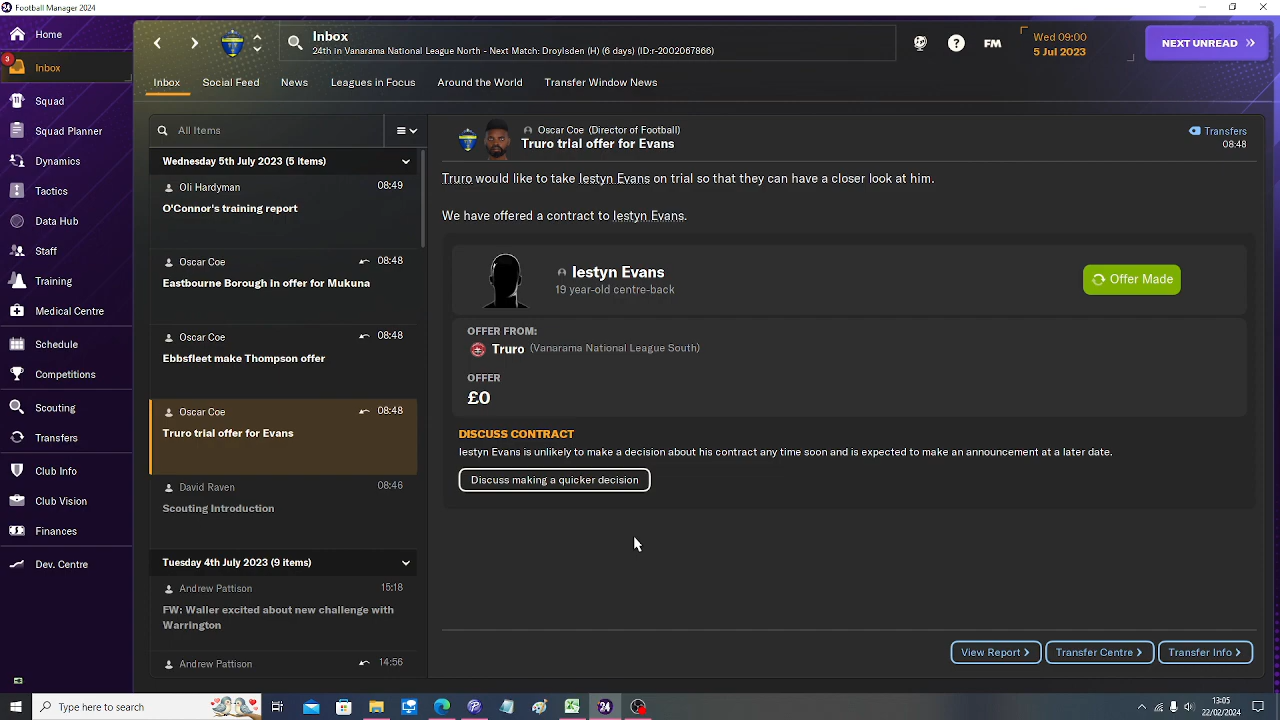 Football Manager 2024
Home
3
Inbox
Squad
Squad Planner
Dynamics
Tactics
Data Hub
Staff
Training
Medical Centre
Schedule
Competitions
Scouting
Transfers
Club Info
Club Vision
Finances
Dev. Centre
Inbox
24th in Vanarama National League North - Next Match: Droylsden (H) (6 days) (ID:r-2002067866)
FM
Wed 09:00
5 Jul 2023
NEXT UNREAD
Inbox Social Feed News Leagues in Focus Around the World Transfer Window News
All Items
Wednesday 5th July 2023 (5 Items)
Oli Hardyman 08:49
O'Connor's training report
Oscar Coe 08:48
Eastbourne Borough in offer for Mukuna
Oscar Coe 08:48
Ebbsfleet make Thompson offer
Oscar Coe 08:48
Truro trial offer for Evans
David Raven 08:46
Scouting Introduction
Tuesday 4th July 2023 (9 items)
Andrew Pattison 15:18
FW: Waller excited about new challenge with
Warrington
Andrew Pattison 14:56
Oscar Coe (Director of Football)
Truro trial offer for Evans
Transfers
08:48
Truro would like to take Iestyn Evans on trial so that they can have a closer look at him.
We have offered a contract to Iestyn Evans.
Iestyn Evans
19 year-old centre-back
Offer Made
OFFER FROM:
Truro (Vanarama National League South)
OFFER
£0
DISCUSS CONTRACT
Iestyn Evans is unlikely to make a decision about his contract any time soon and is expected to make an announcement at a later date.
Discuss making a quicker decision
View Report > Transfer Centre > Transfer Info >
Type here to search
24
13:05
22/02/2024